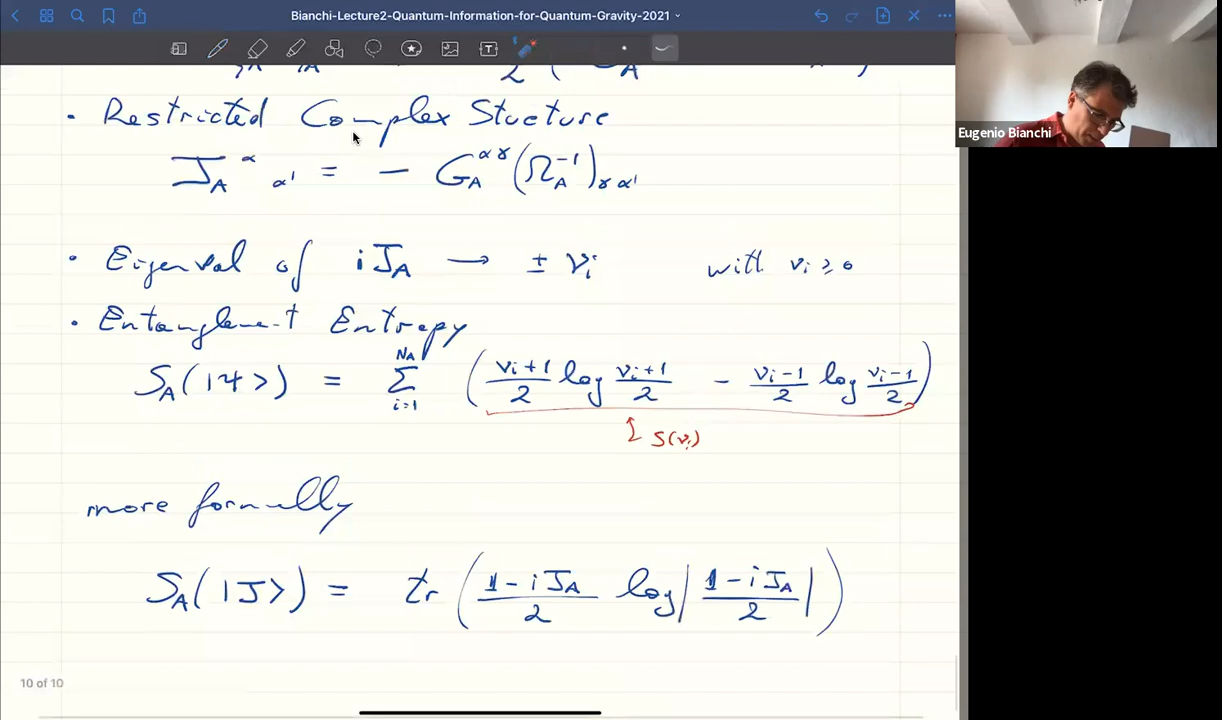 Bianchi-Lecture2-Quantum-Information-for-Quantum-Gravity-2021
Eugenio Bianchi
• Restricted Complex Stucture
J_A^α_α' = - G_A^αγ (Ω_A^-1)_γα'
• Eigenval of iJ_A → ± ν_i with ν_i ≥ 0
• Entanglement Entropy
S_A(|ψ>) = Σ_{i=1}^{N_A} ( (ν_i+1)/2 log (ν_i+1)/2 - (ν_i-1)/2 log (ν_i-1)/2 )
↑ S(ν_i)
more formally
S_A(|J>) = tr ( (1-iJ_A)/2 log | (1-iJ_A)/2 | )
10 of 10